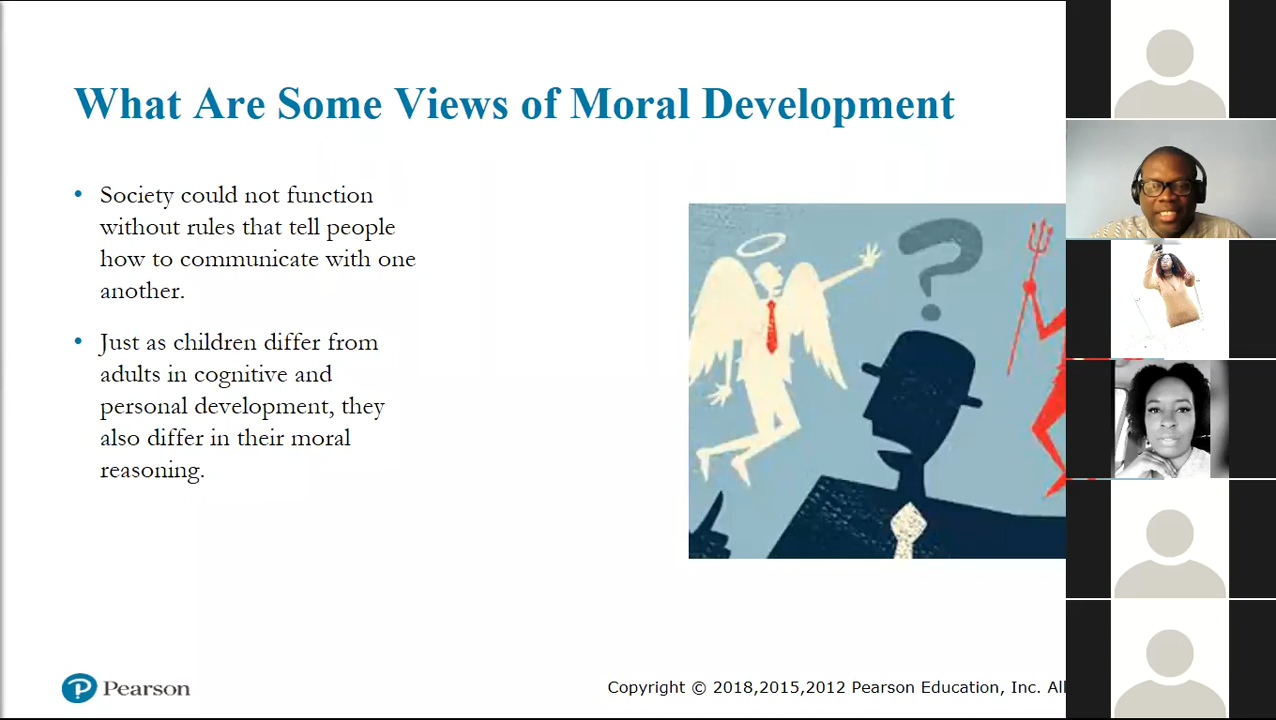 What Are Some Views of Moral Development
• Society could not function
without rules that tell people
how to communicate with one
another.
• Just as children differ from
adults in cognitive and
personal development, they
also differ in their moral
reasoning.
?
P Pearson
Copyright © 2018,2015,2012 Pearson Education, Inc. All